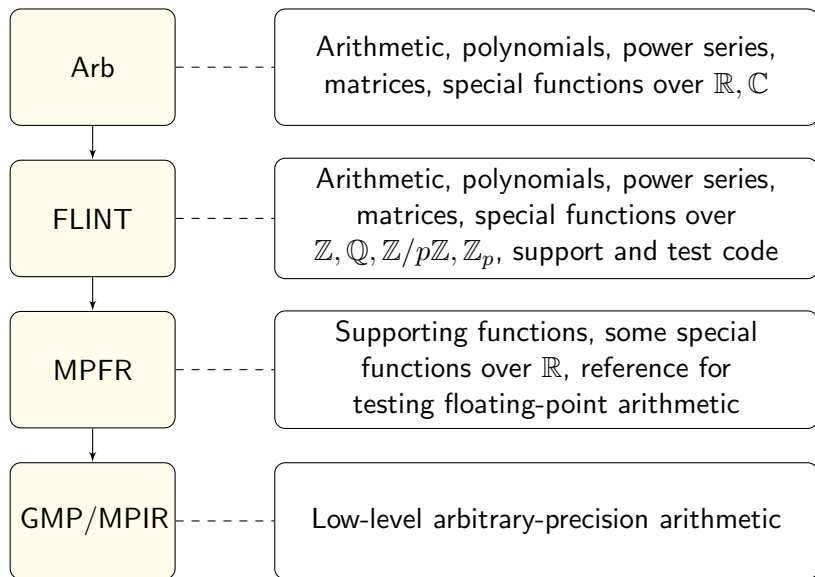 Arb
Arithmetic, polynomials, power series,
matrices, special functions over ℝ, ℂ
FLINT
Arithmetic, polynomials, power series,
matrices, special functions over
ℤ, ℚ, ℤ/pℤ, ℤₚ, support and test code
MPFR
Supporting functions, some special
functions over ℝ, reference for
testing floating-point arithmetic
GMP/MPIR
Low-level arbitrary-precision arithmetic